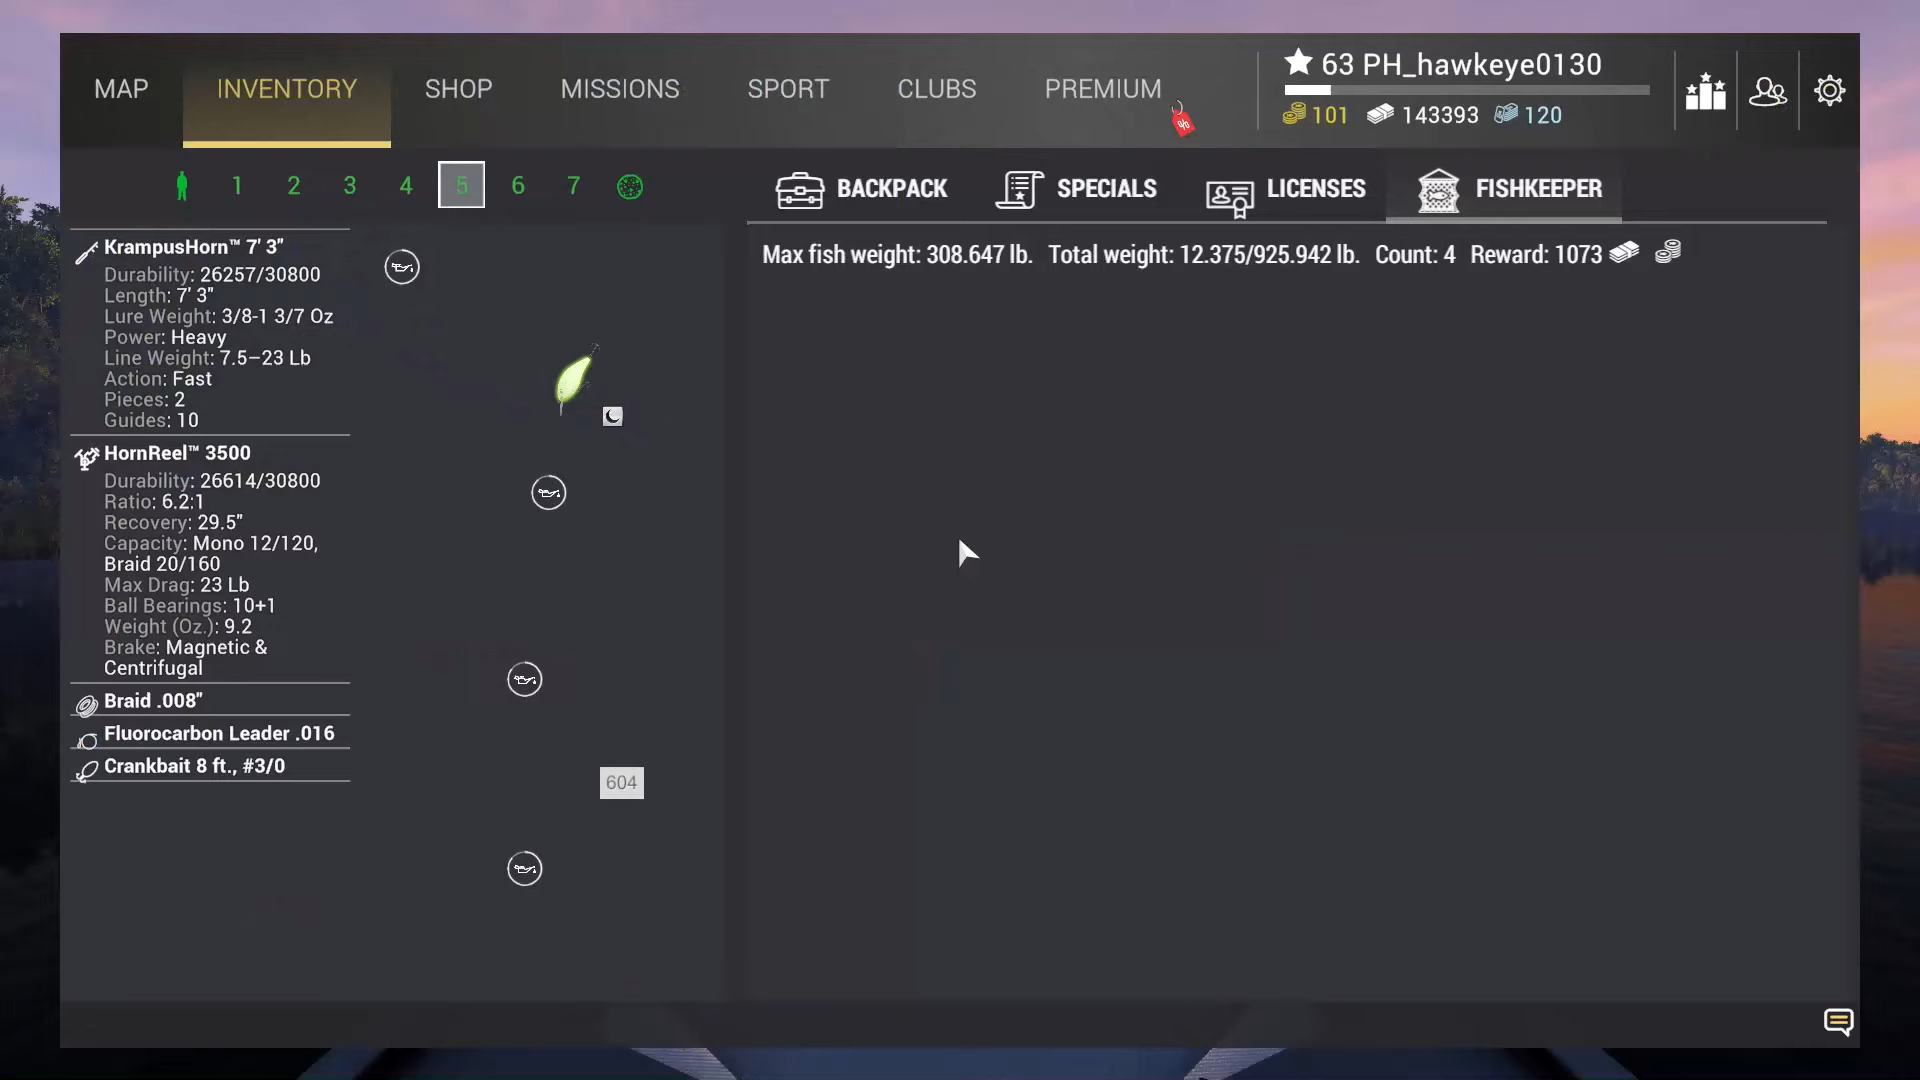 MAP INVENTORY SHOP MISSIONS SPORT CLUBS PREMIUM
63 PH_hawkeye0130
101 143393 120
%
1 2 3 4 5 6 7
BACKPACK SPECIALS LICENSES FISHKEEPER
Max fish weight: 308.647 lb. Total weight: 12.375/925.942 lb. Count: 4 Reward: 1073
KrampusHorn™ 7' 3"
Durability: 26257/30800
Length: 7' 3"
Lure Weight: 3/8-1 3/7 Oz
Power: Heavy
Line Weight: 7.5–23 Lb
Action: Fast
Pieces: 2
Guides: 10
HornReel™ 3500
Durability: 26614/30800
Ratio: 6.2:1
Recovery: 29.5"
Capacity: Mono 12/120,
Braid 20/160
Max Drag: 23 Lb
Ball Bearings: 10+1
Weight (Oz.): 9.2
Brake: Magnetic &
Centrifugal
Braid .008"
Fluorocarbon Leader .016
Crankbait 8 ft., #3/0
604